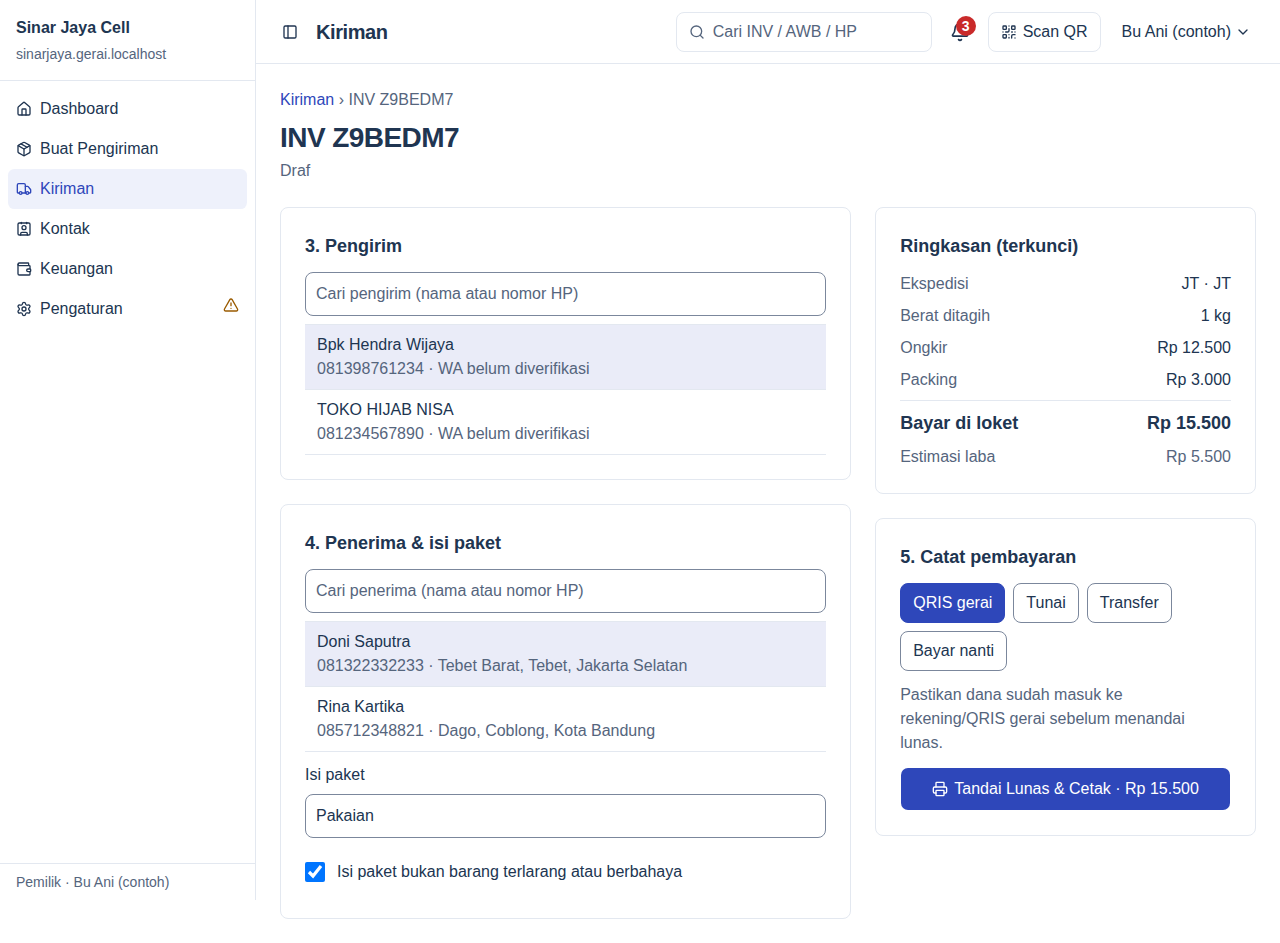 Sinar Jaya Cell
sinarjaya.gerai.localhost
Dashboard
Buat Pengiriman
Kiriman
Kontak
Keuangan
Pengaturan
Pemilik · Bu Ani (contoh)
Kiriman
Cari INV / AWB / HP
3
Scan QR
Bu Ani (contoh)
Kiriman › INV Z9BEDM7
INV Z9BEDM7
Draf
3. Pengirim
Cari pengirim (nama atau nomor HP)
Bpk Hendra Wijaya
081398761234 · WA belum diverifikasi
TOKO HIJAB NISA
081234567890 · WA belum diverifikasi
4. Penerima & isi paket
Cari penerima (nama atau nomor HP)
Doni Saputra
081322332233 · Tebet Barat, Tebet, Jakarta Selatan
Rina Kartika
085712348821 · Dago, Coblong, Kota Bandung
Isi paket
Pakaian
Isi paket bukan barang terlarang atau berbahaya
Ringkasan (terkunci)
Ekspedisi JT · JT
Berat ditagih 1 kg
Ongkir Rp 12.500
Packing Rp 3.000
Bayar di loket Rp 15.500
Estimasi laba Rp 5.500
5. Catat pembayaran
QRIS gerai Tunai Transfer
Bayar nanti
Pastikan dana sudah masuk ke
rekening/QRIS gerai sebelum menandai
lunas.
Tandai Lunas & Cetak · Rp 15.500